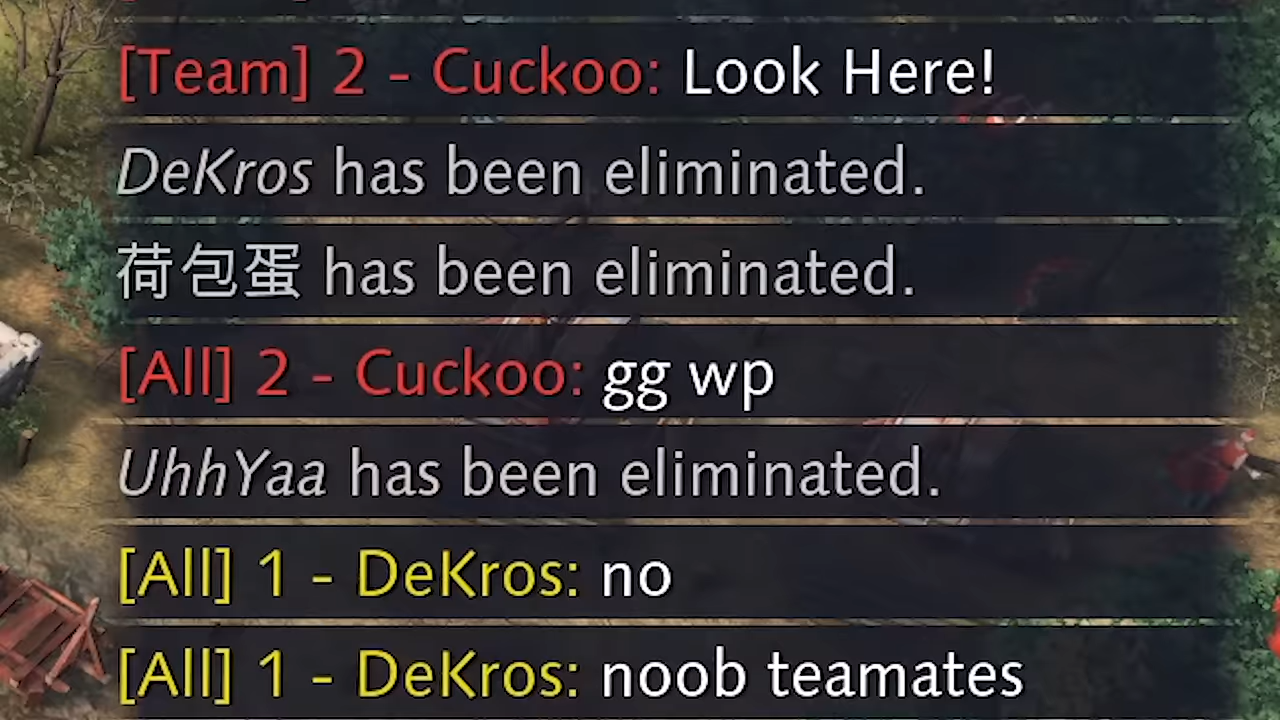 [Team] 2 - Cuckoo: Look Here!
DeKros has been eliminated.
荷包蛋 has been eliminated.
[All] 2 - Cuckoo: gg wp
UhhYaa has been eliminated.
[All] 1 - DeKros: no
[All] 1 - DeKros: noob teamates